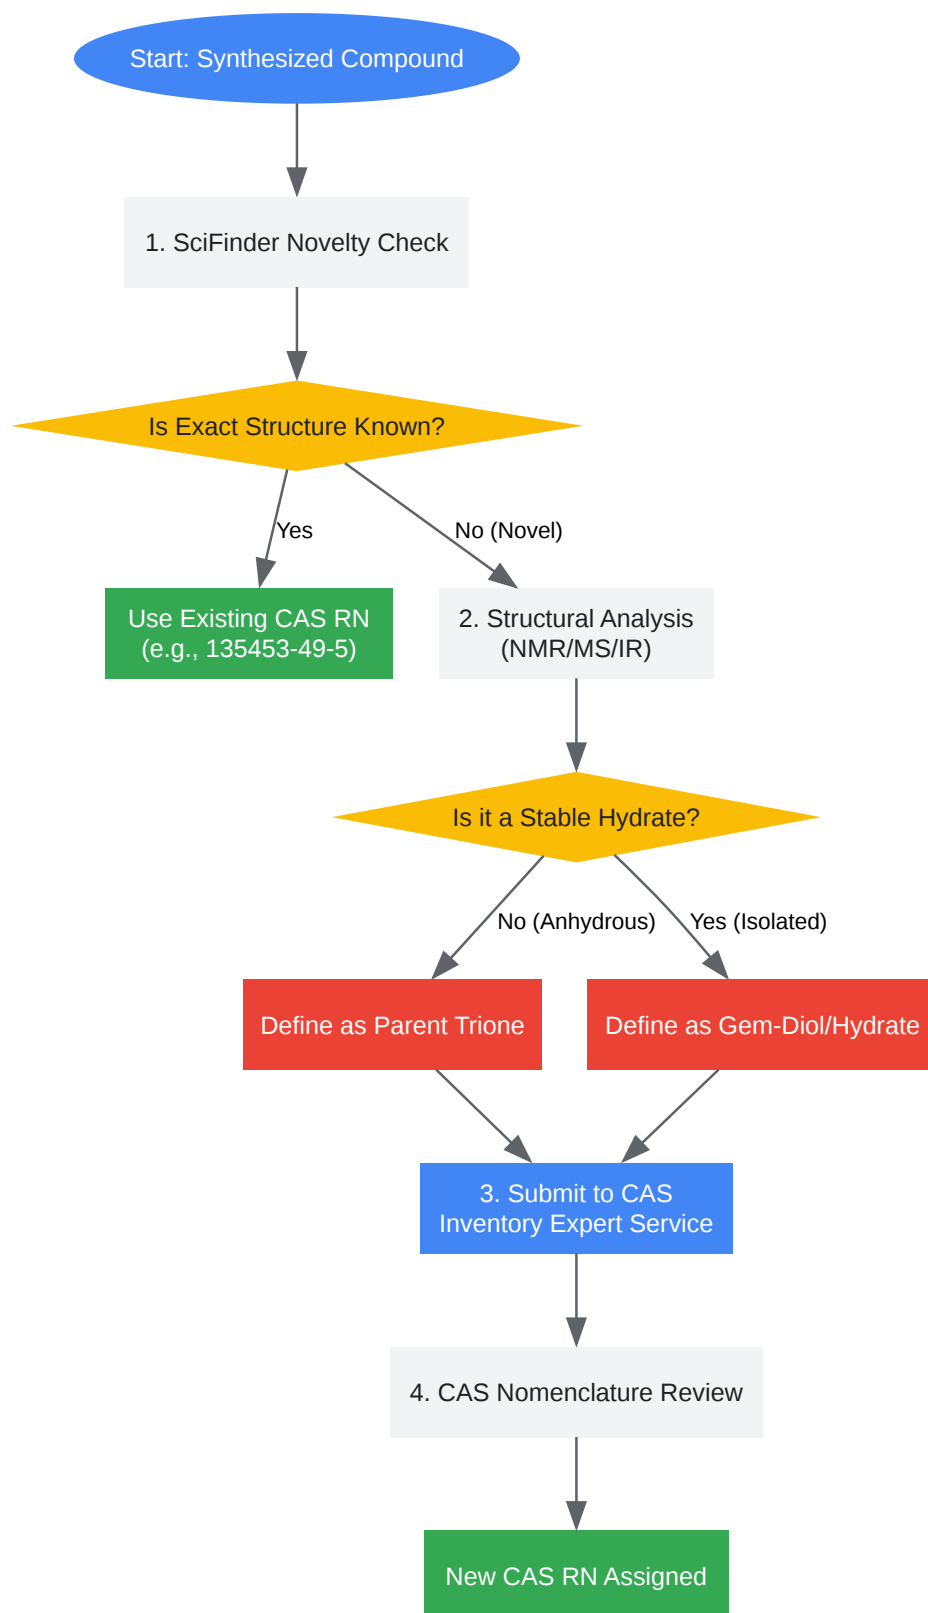 Start: Synthesized Compound
1. SciFinder Novelty Check
Is Exact Structure Known?
Yes
No (Novel)
Use Existing CAS RN
(e.g., 135453-49-5)
2. Structural Analysis
(NMR/MS/IR)
Is it a Stable Hydrate?
No (Anhydrous)
Yes (Isolated)
Define as Parent Trione
Define as Gem-Diol/Hydrate
3. Submit to CAS
Inventory Expert Service
4. CAS Nomenclature Review
New CAS RN Assigned